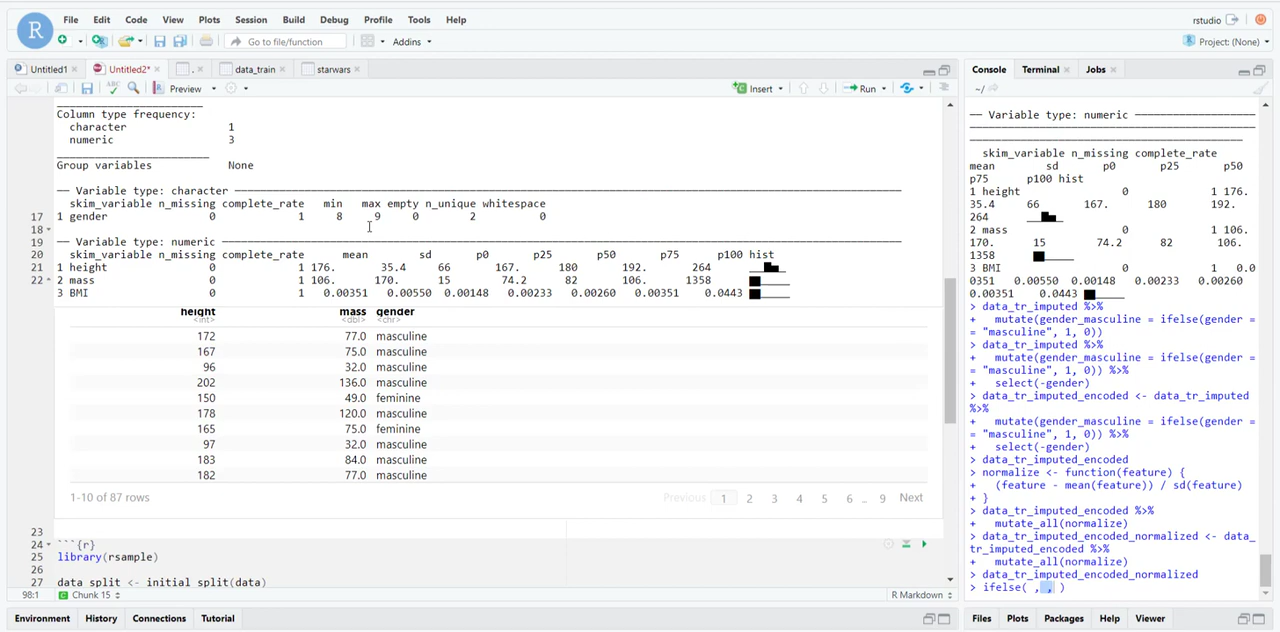 File Edit Code View Plots Session Build Debug Profile Tools Help
rstudio
R
Go to file/function
Addins
Project: (None)
Untitled1
Untitled2*
.
data_train
starwars
Preview
Insert
Run
Column type frequency:
character 1
numeric 3
Group variables None
Variable type: character
skim_variable n_missing complete_rate min max empty n_unique whitespace
17 1 gender 0 1 8 9 0 2 0
18
19 Variable type: numeric
20 skim_variable n_missing complete_rate mean sd p0 p25 p50 p75 p100 hist
21 1 height 0 1 176. 35.4 66 167. 180 192. 264
22 2 mass 0 1 106. 170. 15 74.2 82 106. 1358
3 BMI 0 1 0.00351 0.00550 0.00148 0.00233 0.00260 0.00351 0.0443
height mass gender
<int> <dbl> <chr>
172 77.0 masculine
167 75.0 masculine
96 32.0 masculine
202 136.0 masculine
150 49.0 feminine
178 120.0 masculine
165 75.0 feminine
97 32.0 masculine
183 84.0 masculine
182 77.0 masculine
1-10 of 87 rows
Previous 1 2 3 4 5 6 … 9 Next
23
24 ```{r}
25 library(rsample)
26
27 data_split <- initial_split(data)
98:1 Chunk 15 R Markdown
Environment History Connections Tutorial
Console Terminal Jobs
~/
── Variable type: numeric
skim_variable n_missing complete_rate
mean sd p0 p25 p50
p75 p100 hist
1 height 0 1 176.
35.4 66 167. 180 192.
264
2 mass 0 1 106.
170. 15 74.2 82 106.
1358
3 BMI 0 1 0.0
0351 0.00550 0.00148 0.00233 0.00260
0.00351 0.0443
> data_tr_imputed %>%
+ mutate(gender_masculine = ifelse(gender =
= "masculine", 1, 0))
> data_tr_imputed %>%
+ mutate(gender_masculine = ifelse(gender =
= "masculine", 1, 0)) %>%
+ select(-gender)
> data_tr_imputed_encoded <- data_tr_imputed
%>%
+ mutate(gender_masculine = ifelse(gender =
= "masculine", 1, 0)) %>%
+ select(-gender)
> data_tr_imputed_encoded
> normalize <- function(feature) {
+ (feature - mean(feature)) / sd(feature)
+ }
> data_tr_imputed_encoded %>%
+ mutate_all(normalize)
> data_tr_imputed_encoded_normalized <- data_
tr_imputed_encoded %>%
+ mutate_all(normalize)
> data_tr_imputed_encoded_normalized
> ifelse( , , )
Files Plots Packages Help Viewer